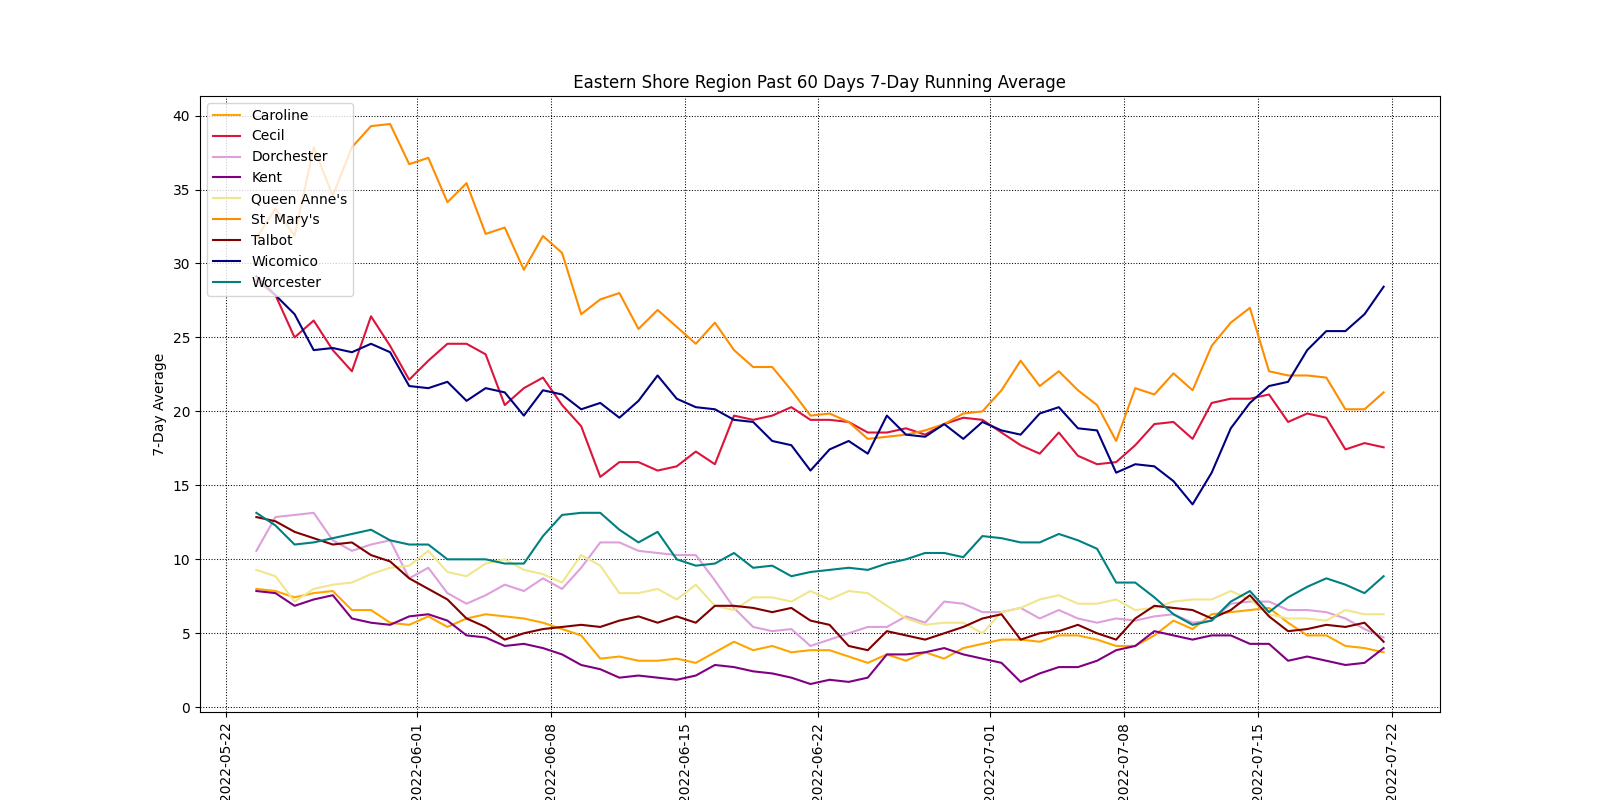 Eastern Shore Region Past 60 Days 7-Day Running Average
7-Day Average
40
35
30
25
20
15
10
5
0
Caroline
Cecil
Dorchester
Kent
Queen Anne's
St. Mary's
Talbot
Wicomico
Worcester
2022-05-22
2022-06-01
2022-06-08
2022-06-15
2022-06-22
2022-07-01
2022-07-08
2022-07-15
2022-07-22